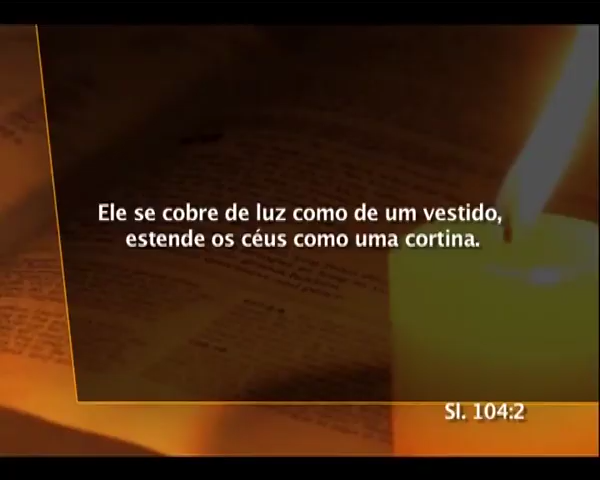 Ele se cobre de luz como de um vestido,
estende os céus como uma cortina.
Sl. 104:2